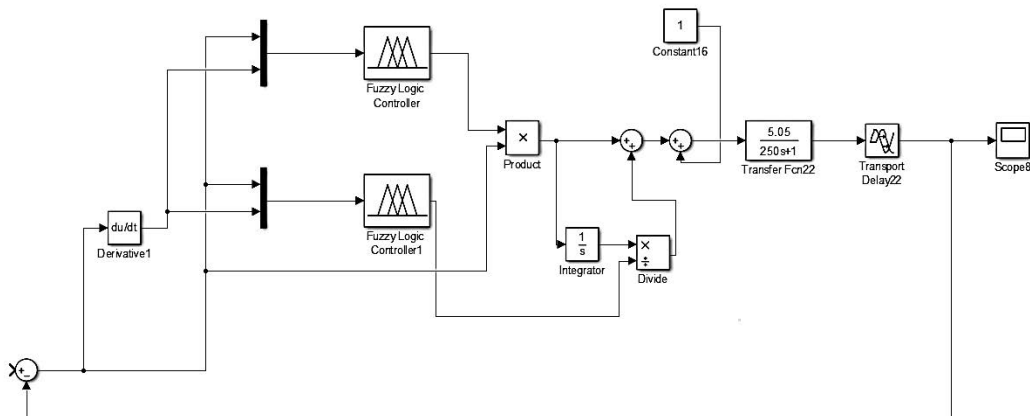 1
Constant16
Fuzzy Logic
Controller
×
Product
+
+
+
+
5.05
250s+1
Transfer Fcn22
Transport
Delay22
Scope8
du/dt
Derivative1
Fuzzy Logic
Controller1
1
s
Integrator
×
÷
Divide
+
−